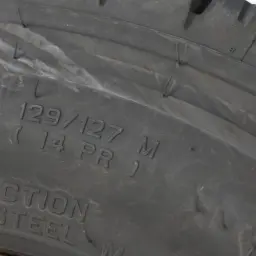 129/127 M
( 14 PR )
CTION
STEEL